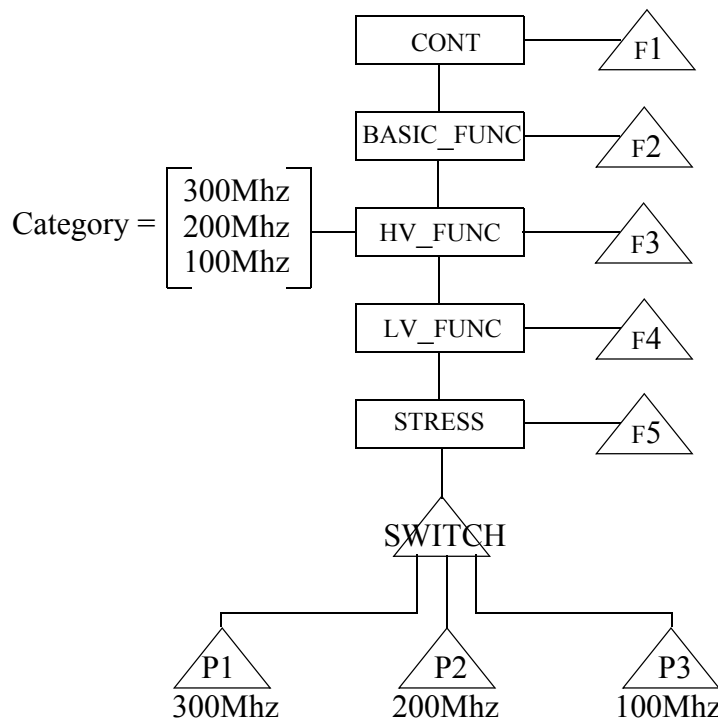 CONT
F1
BASIC_FUNC
F2
Category =
300Mhz
200Mhz
100Mhz
HV_FUNC
F3
LV_FUNC
F4
STRESS
F5
SWITCH
P1
P2
P3
300Mhz
200Mhz
100Mhz